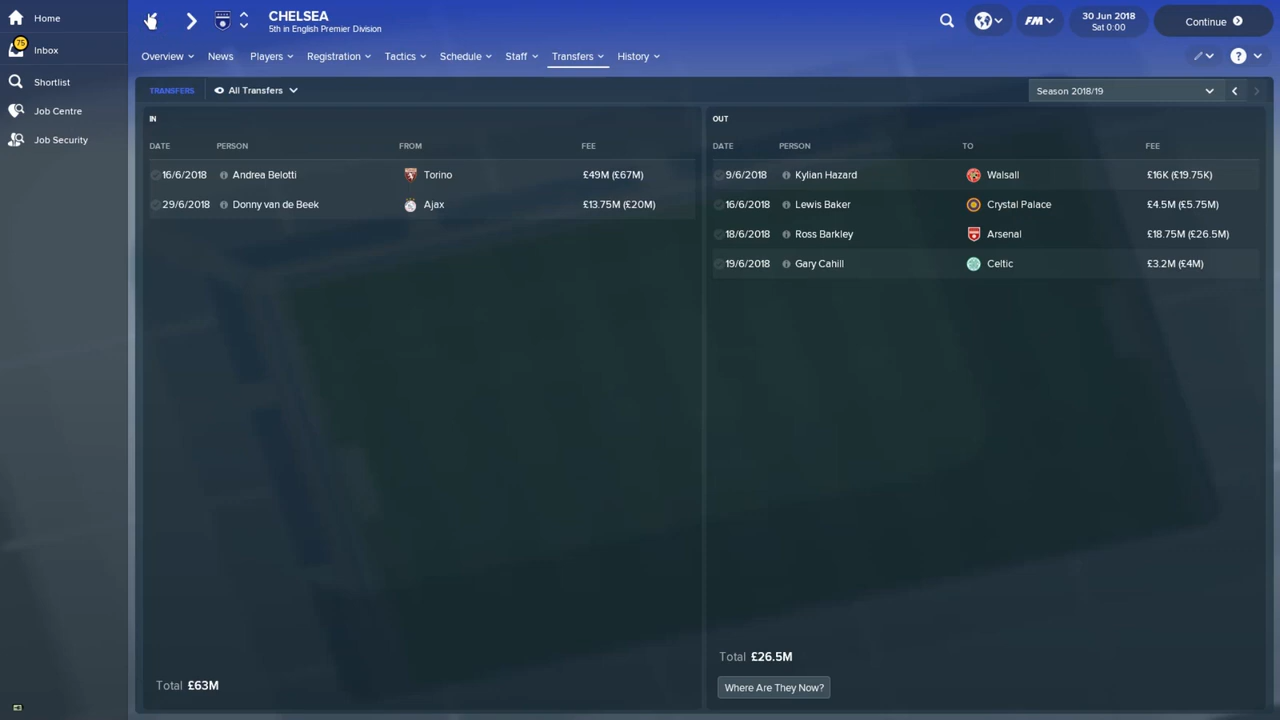 Home
75
Inbox
Shortlist
Job Centre
Job Security
CHELSEA
5th in English Premier Division
FM
30 Jun 2018
Sat 0:00
Continue
Overview News Players Registration Tactics Schedule Staff Transfers History
?
TRANSFERS All Transfers
Season 2018/19
IN
DATE PERSON FROM FEE
16/6/2018 Andrea Belotti Torino £49M (£67M)
29/6/2018 Donny van de Beek Ajax £13.75M (£20M)
Total £63M
OUT
DATE PERSON TO FEE
9/6/2018 Kylian Hazard Walsall £16K (£19.75K)
16/6/2018 Lewis Baker Crystal Palace £4.5M (£5.75M)
18/6/2018 Ross Barkley Arsenal £18.75M (£26.5M)
19/6/2018 Gary Cahill Celtic £3.2M (£4M)
Total £26.5M
Where Are They Now?